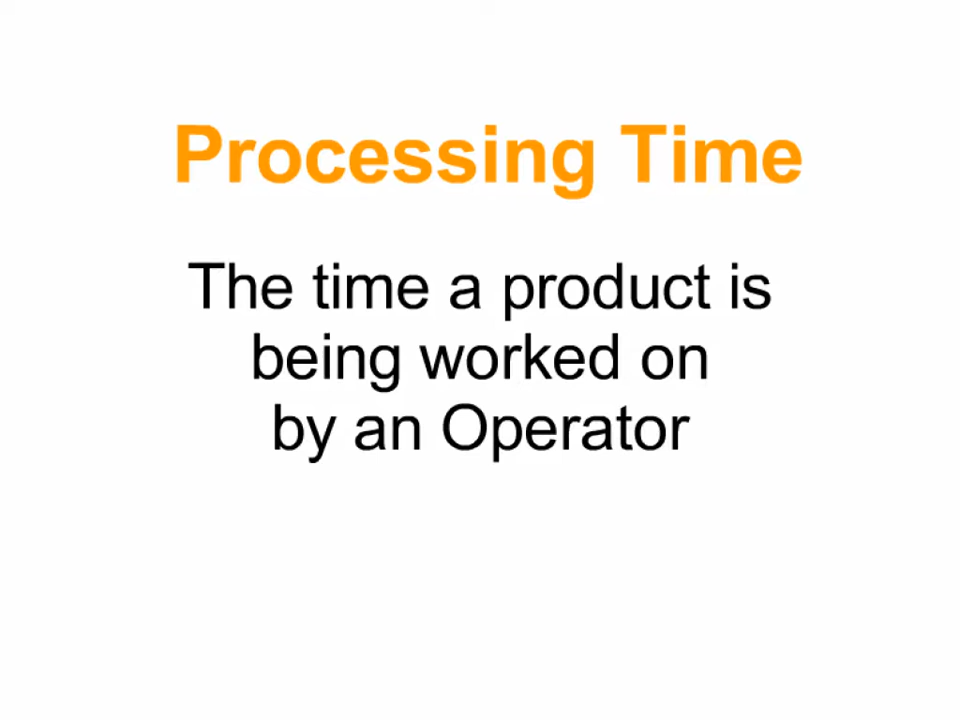 Processing Time
The time a product is
being worked on
by an Operator